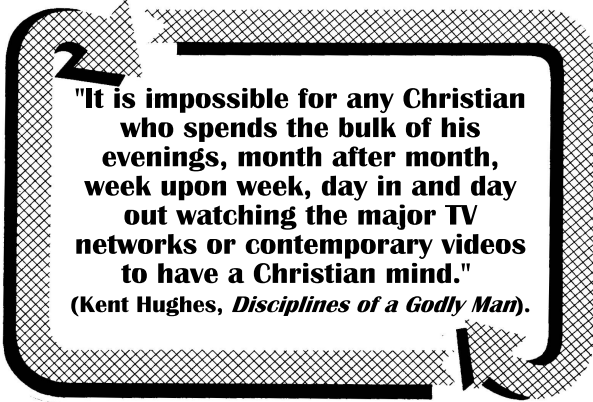 "It is impossible for any Christian
who spends the bulk of his
evenings, month after month,
week upon week, day in and day
out watching the major TV
networks or contemporary videos
to have a Christian mind."
(Kent Hughes, Disciplines of a Godly Man).